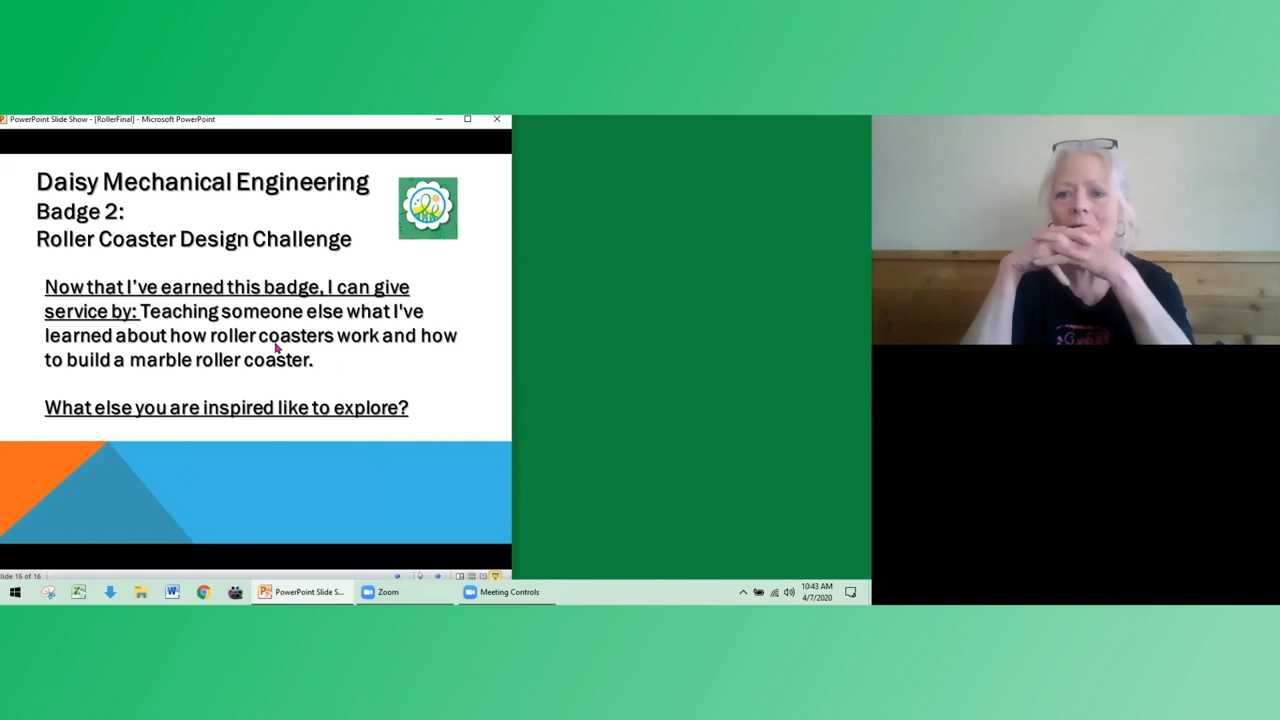 PowerPoint Slide Show - [RollerFinal] - Microsoft PowerPoint
Daisy Mechanical Engineering
Badge 2:
Roller Coaster Design Challenge
Now that I’ve earned this badge, I can give
service by: Teaching someone else what I've
learned about how roller coasters work and how
to build a marble roller coaster.
What else you are inspired like to explore?
lide 16 of 16
PowerPoint Slide S...
Zoom
Meeting Controls
10:43 AM
4/7/2020